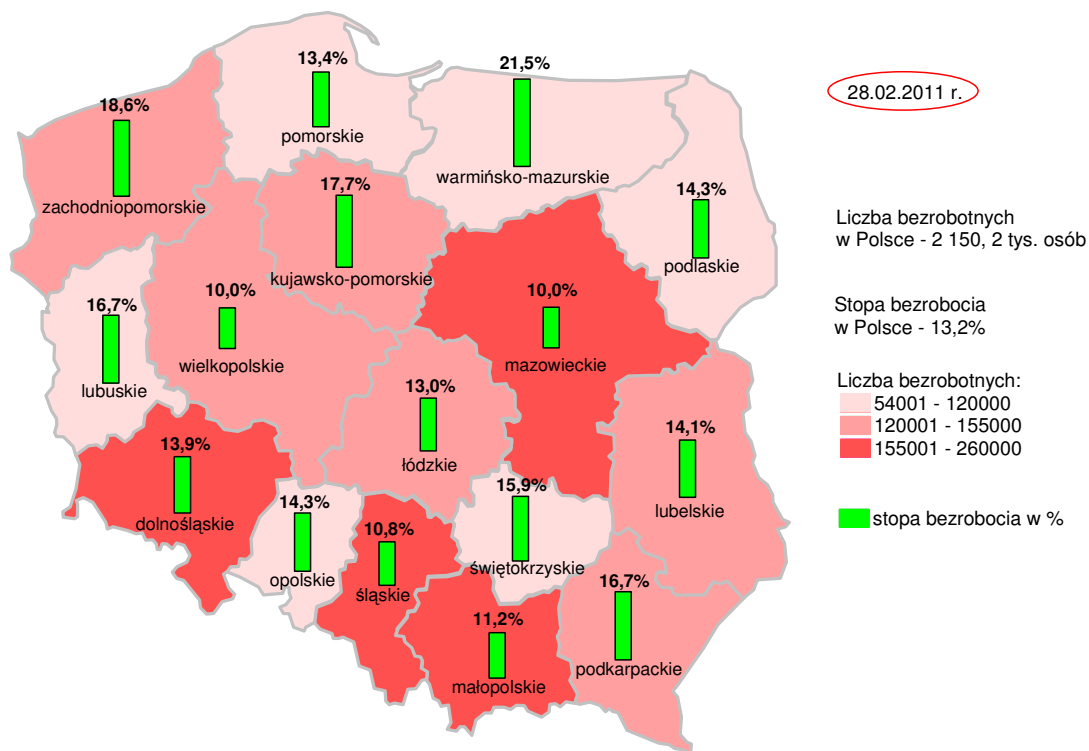 13,4%
pomorskie
21,5%
warmińsko-mazurskie
28.02.2011 r.
18,6%
zachodniopomorskie
17,7%
kujawsko-pomorskie
14,3%
podlaskie
Liczba bezrobotnych
w Polsce - 2 150, 2 tys. osób
16,7%
lubuskie
10,0%
wielkopolskie
10,0%
mazowieckie
Stopa bezrobocia
w Polsce - 13,2%
13,0%
łódzkie
Liczba bezrobotnych:
54001 - 120000
120001 - 155000
155001 - 260000
13,9%
dolnośląskie
14,3%
opolskie
10,8%
śląskie
15,9%
świętokrzyskie
14,1%
lubelskie
stopa bezrobocia w %
11,2%
małopolskie
16,7%
podkarpackie